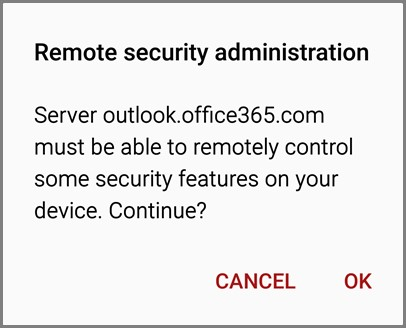 Remote security administration
Server outlook.office365.com
must be able to remotely control
some security features on your
device. Continue?
CANCEL OK